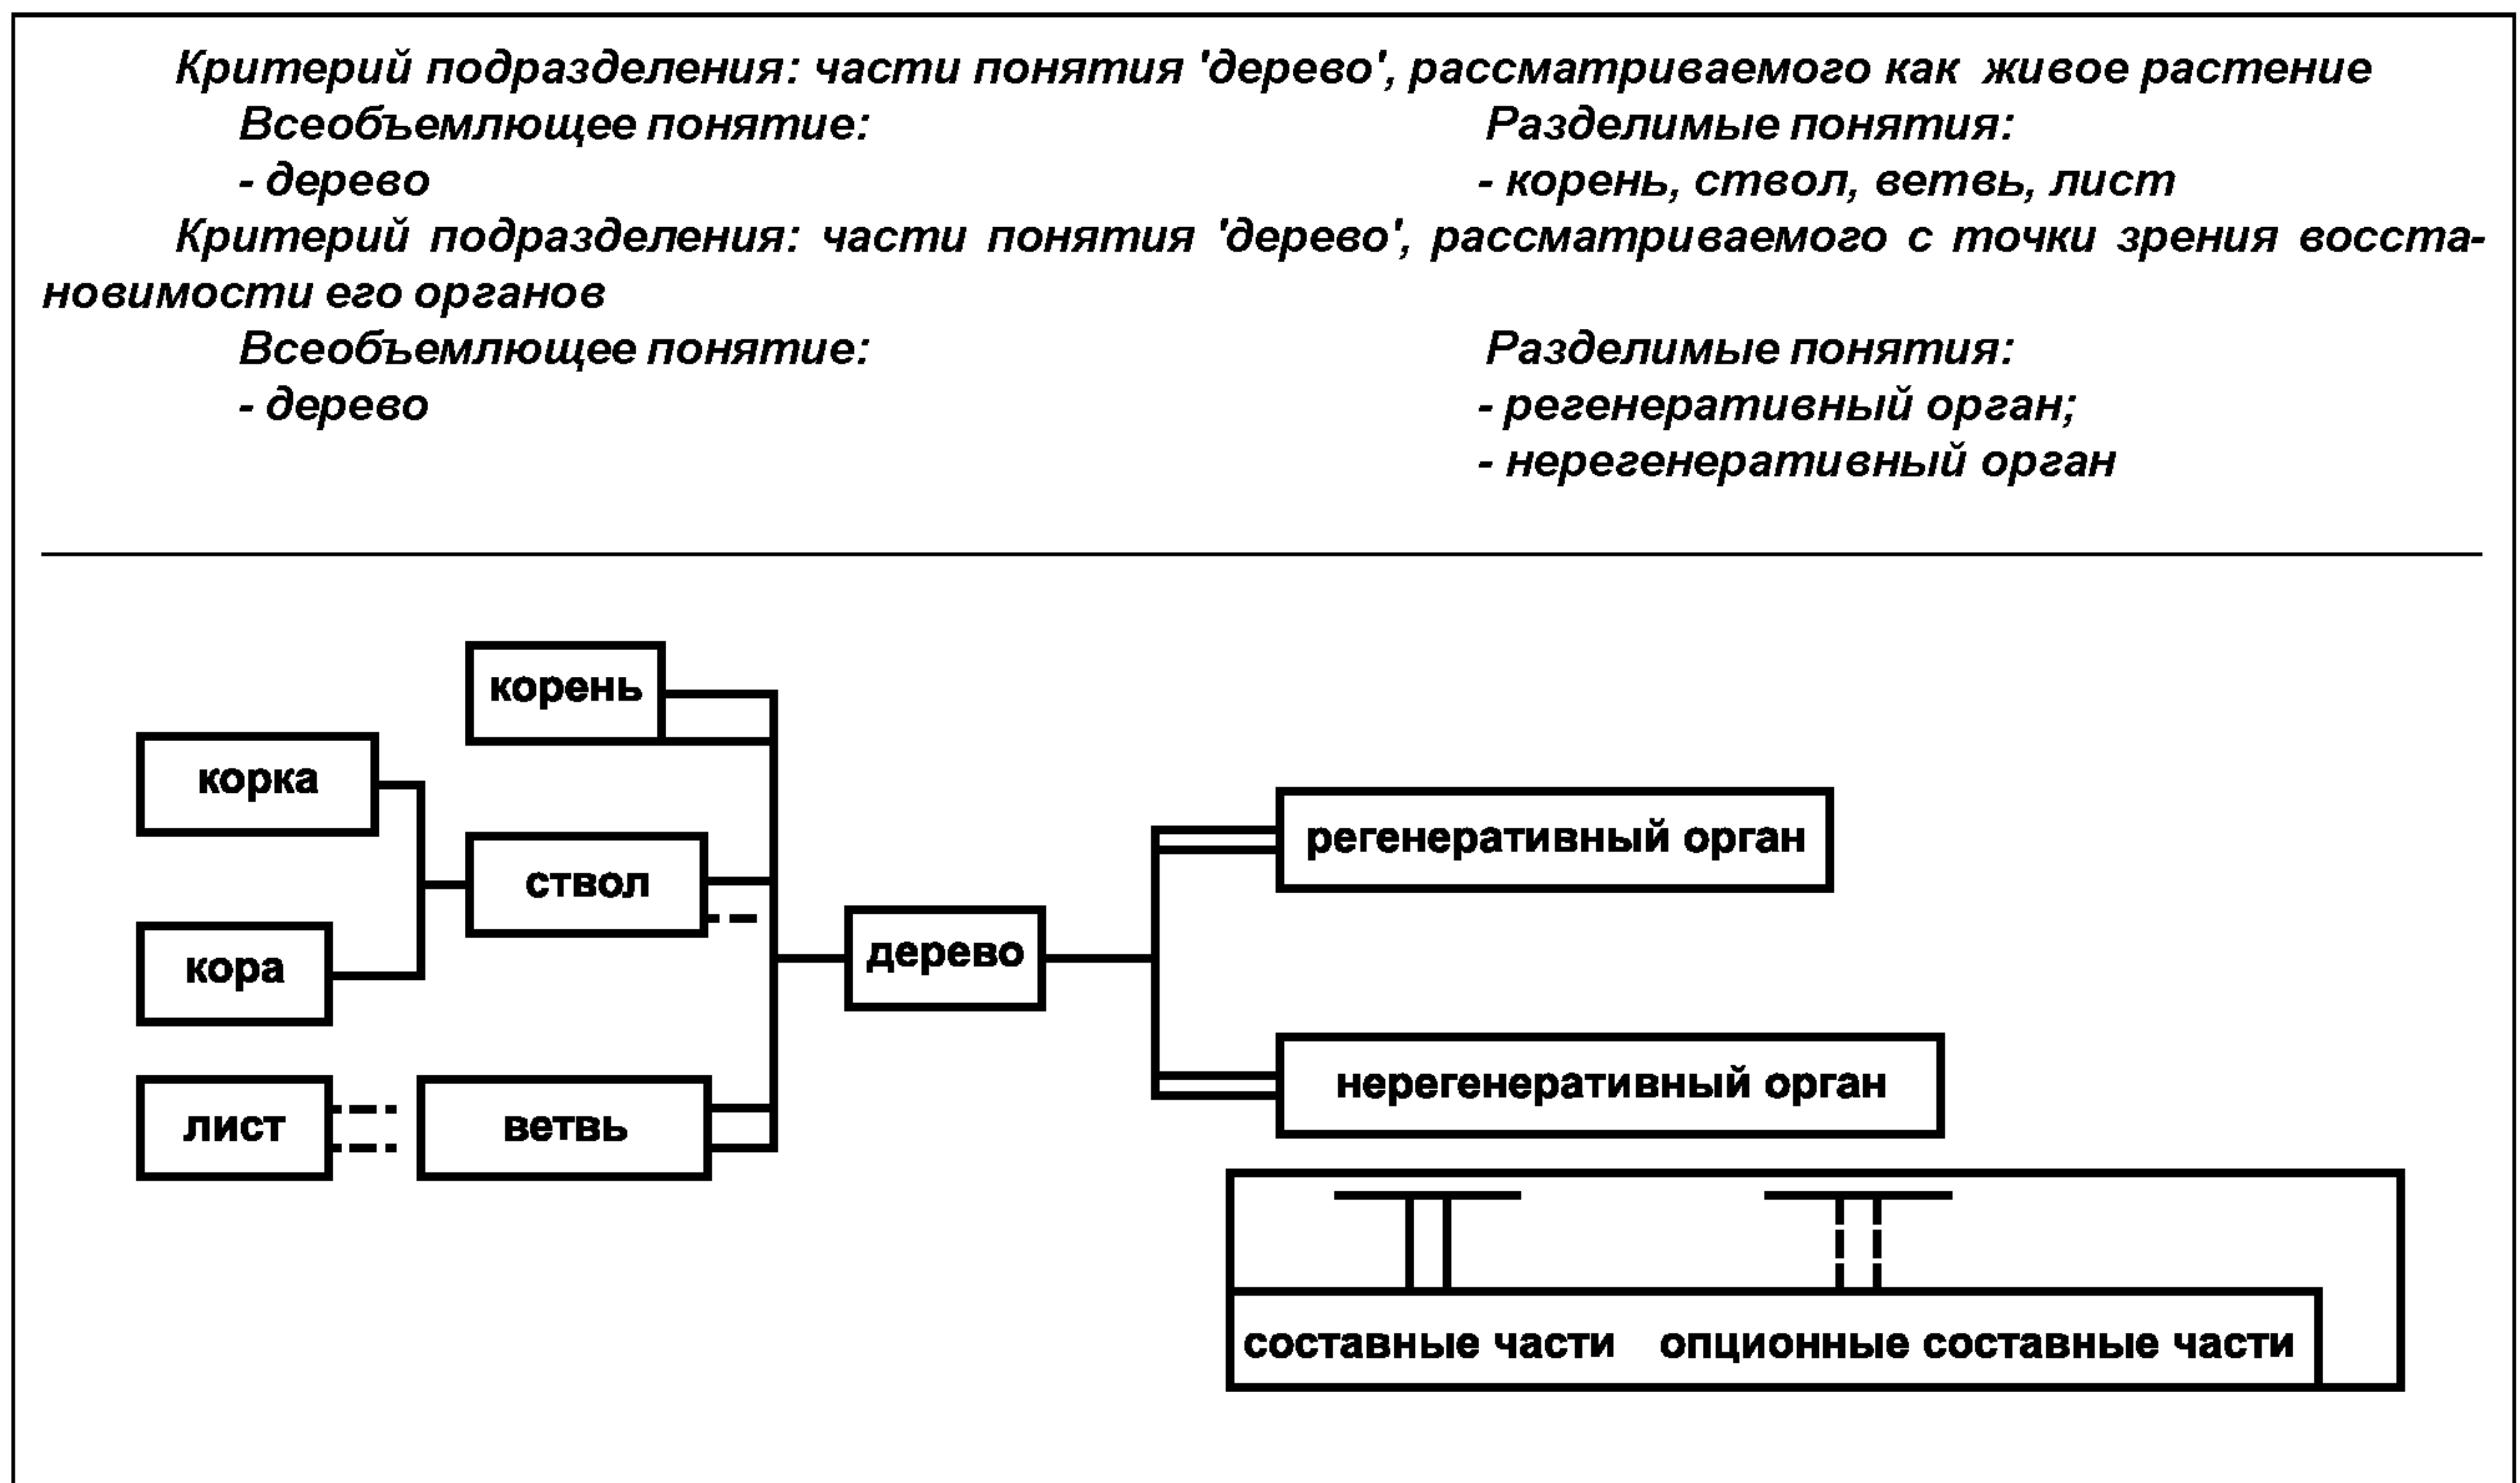 Критерий подразделения: части понятия 'дерево', рассматриваемого как живое растение
Всеобъемлющее понятие: Разделимые понятия:
- дерево - корень, ствол, ветвь, лист
Критерий подразделения: части понятия 'дерево', рассматриваемого с точки зрения восста-
новимости его органов
Всеобъемлющее понятие: Разделимые понятия:
- дерево - регенеративный орган;
- нерегенеративный орган
корень
корка
регенеративный орган
ствол
дерево
кора
нерегенеративный орган
лист ветвь
составные части опционные составные части